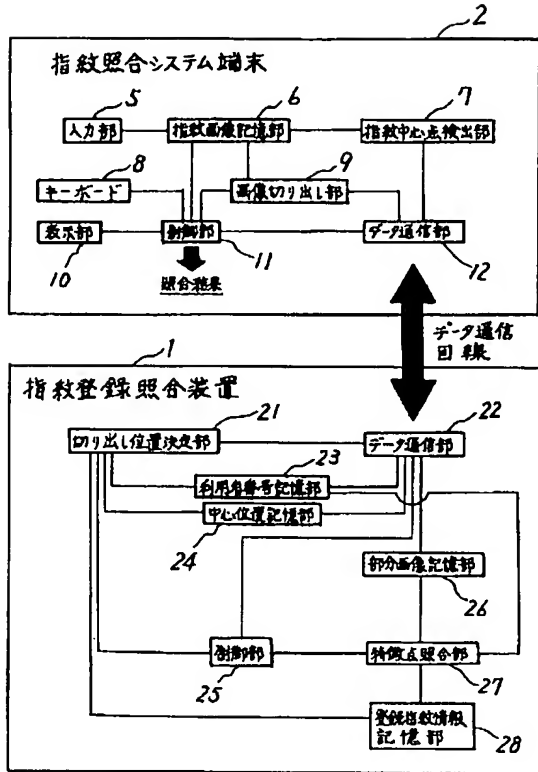 2
指紋照合システム端末
5
6
7
入力部
指紋画像記憶部
指紋中心点検出部
8
9
キーボード
画像切り出し部
表示部
制御部
データ通信部
10
11
12
照合結果
データ通信
回線
1
指紋登録照合装置
21
22
切り出し位置決定部
データ通信部
23
利用者番号記憶部
中心位置記憶部
24
部分画像記憶部
26
制御部
特徴点照合部
25
27
登録指紋情報
記憶部
28